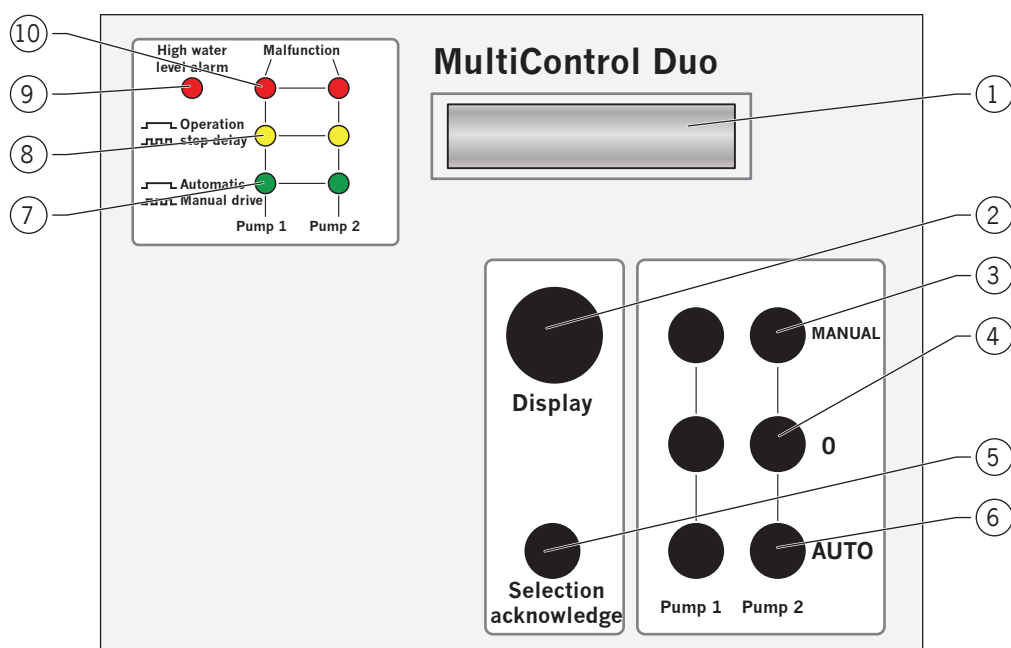 10
9
8
7
High water
level alarm
Malfunction
Operation
stop delay
Automatic
Manual drive
Pump 1
Pump 2
MultiControl Duo
1
2
3
4
5
6
Display
Selection
acknowledge
MANUAL
0
AUTO
Pump 1
Pump 2